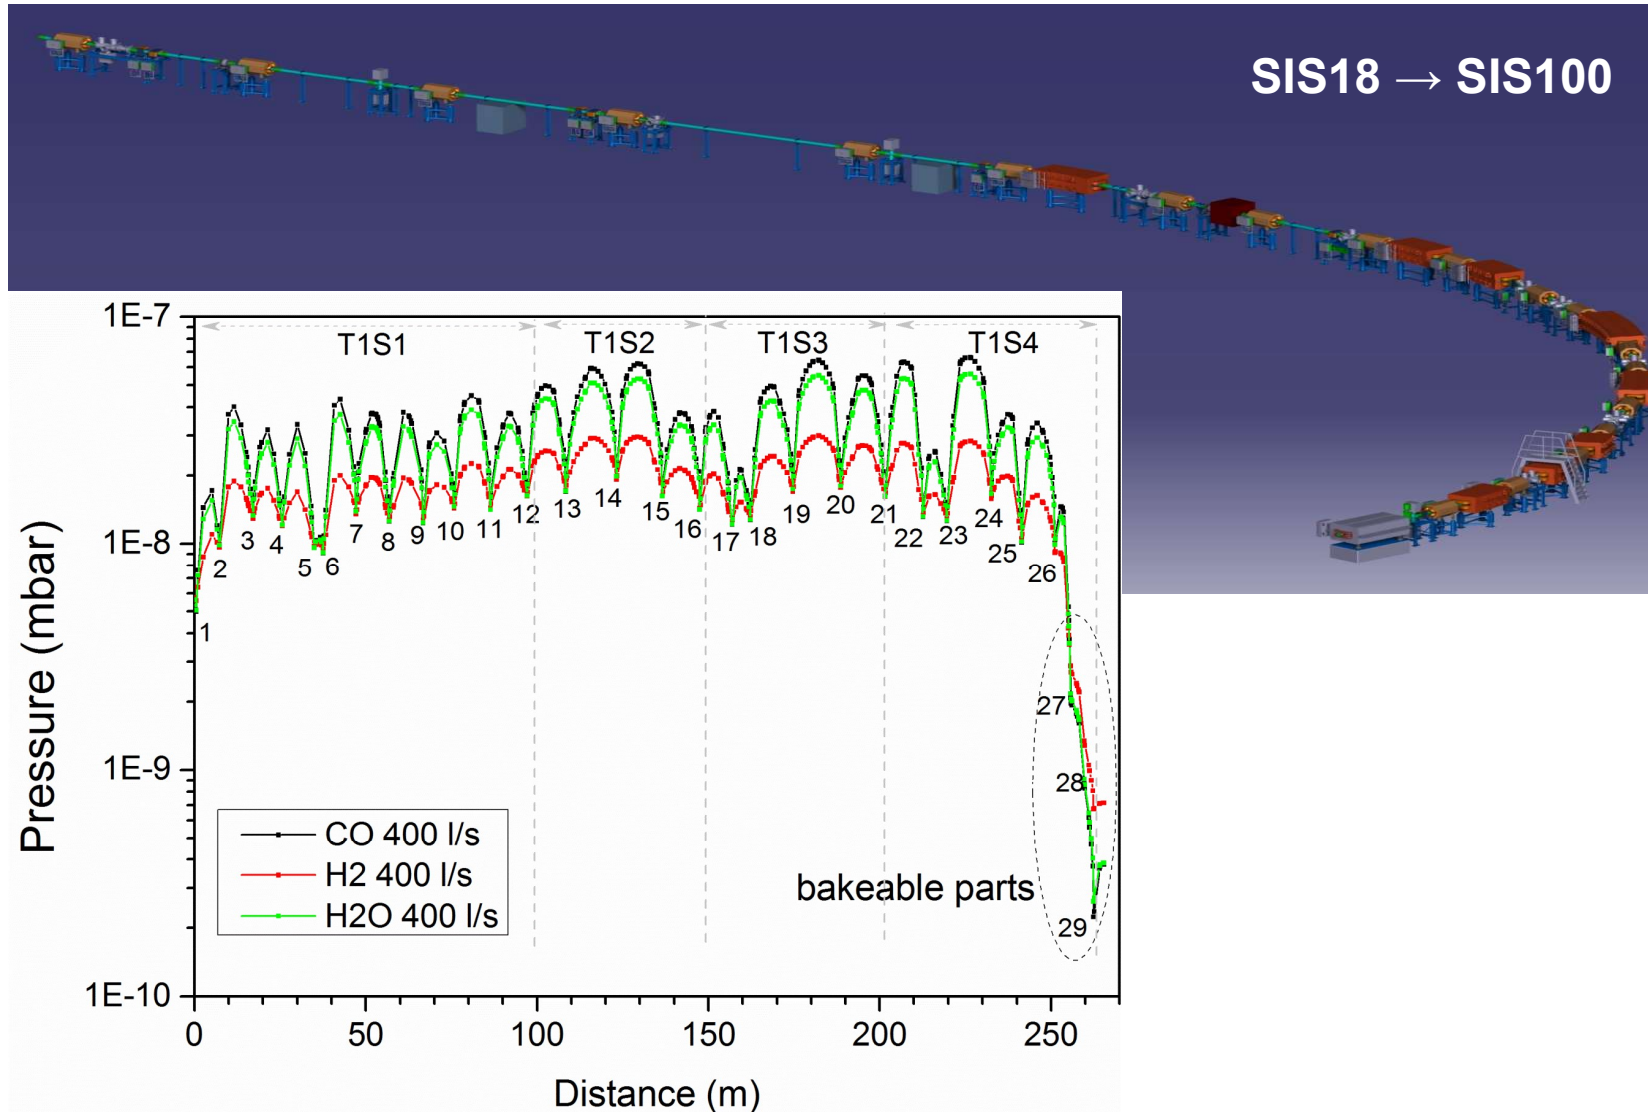 SIS18 → SIS100
1E-7
T1S1 T1S2 T1S3 T1S4
1E-8
1E-9
1E-10
Pressure (mbar)
1 2 3 4 5 6 7 8 9 10 11 12 13 14 15 16 17 18 19 20 21 22 23 24 25 26 27 28 29
CO 400 l/s
H2 400 l/s
H2O 400 l/s
bakeable parts
0 50 100 150 200 250
Distance (m)